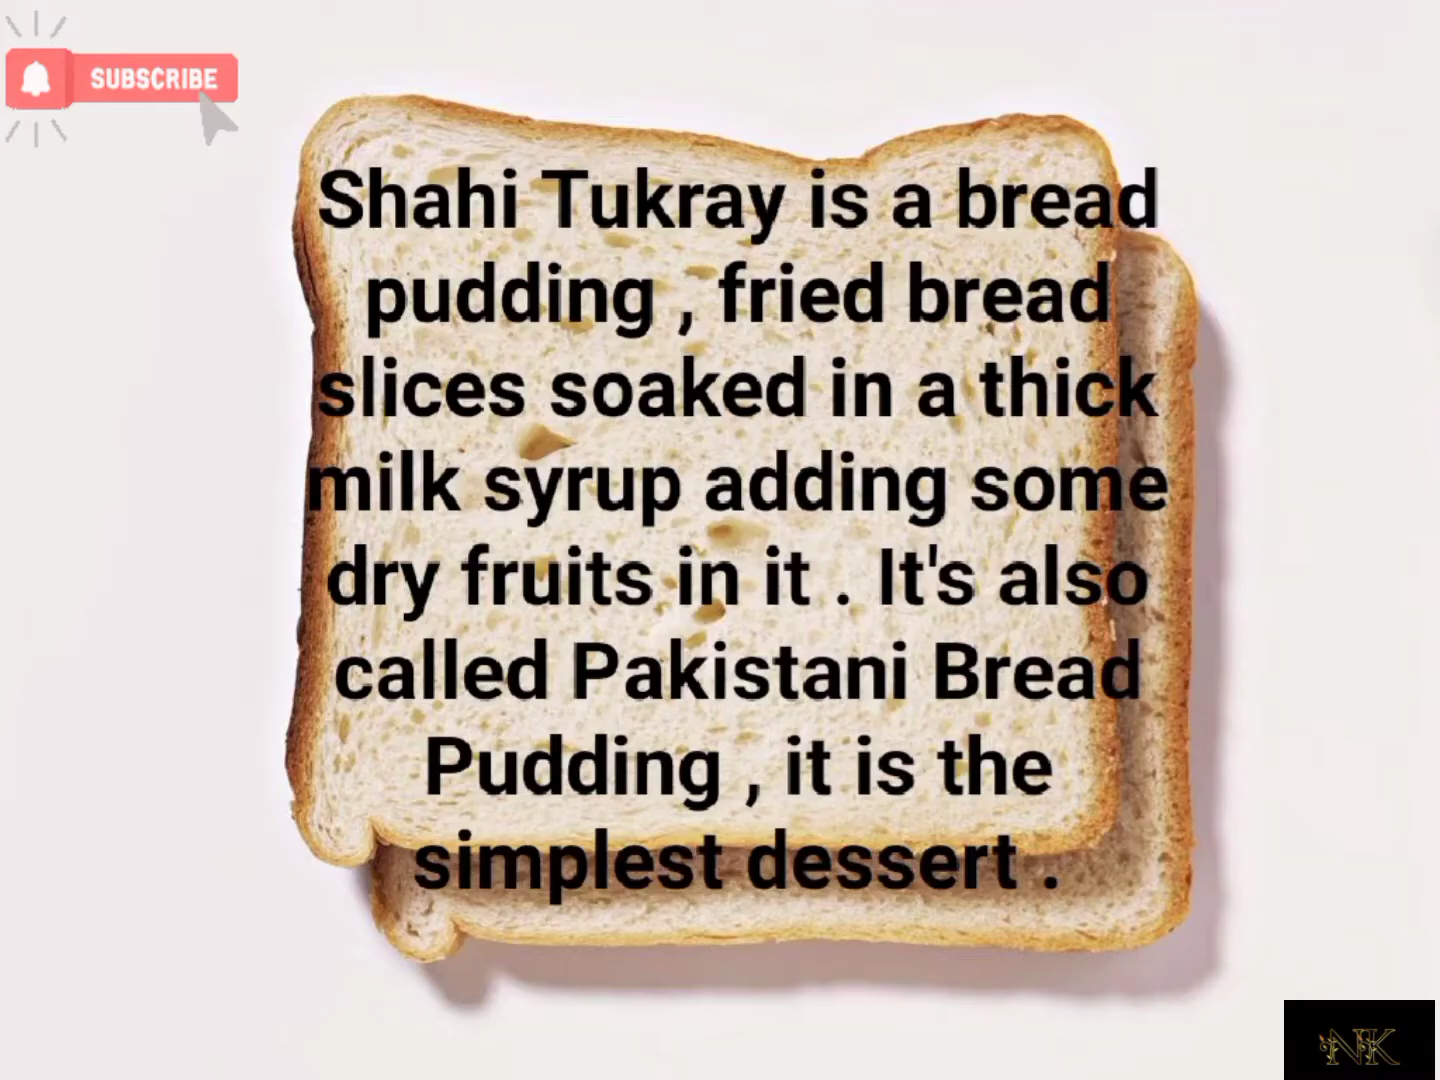 SUBSCRIBE
Shahi Tukray is a bread
pudding , fried bread
slices soaked in a thick
milk syrup adding some
dry fruits in it . It's also
called Pakistani Bread
Pudding , it is the
simplest dessert .
NK